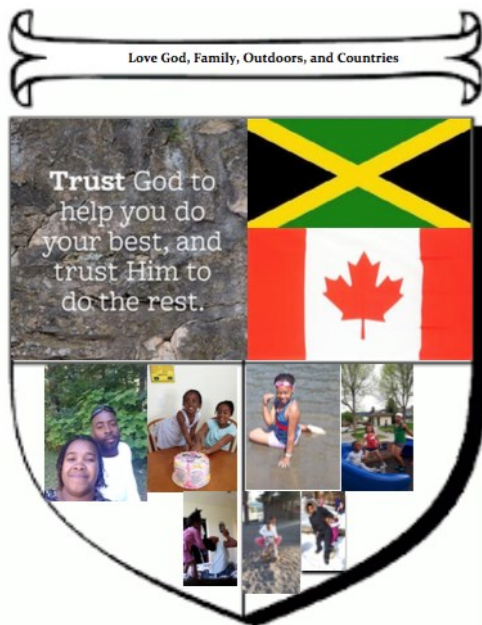 Love God, Family, Outdoors, and Countries
Trust God to
help you do
your best, and
trust Him to
do the rest.